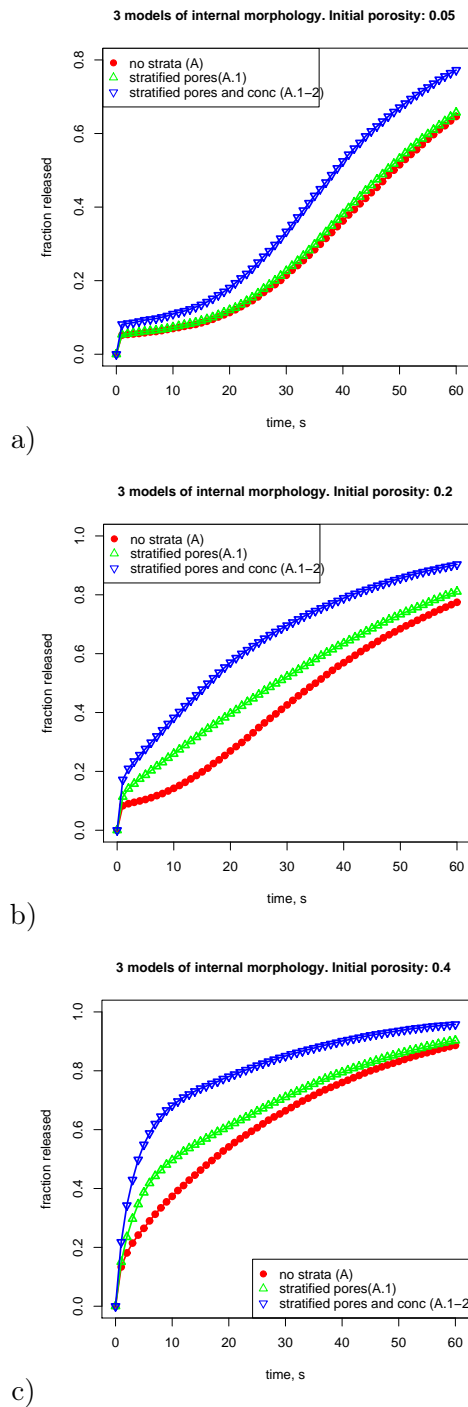 3 models of internal morphology. Initial porosity: 0.05
no strata (A)
stratified pores(A.1)
stratified pores and conc (A.1−2)
fraction released
0.0
0.2
0.4
0.6
0.8
0
10
20
30
40
50
60
time, s
a)
3 models of internal morphology. Initial porosity: 0.2
no strata (A)
stratified pores(A.1)
stratified pores and conc (A.1−2)
fraction released
0.0
0.2
0.4
0.6
0.8
1.0
0
10
20
30
40
50
60
time, s
b)
3 models of internal morphology. Initial porosity: 0.4
fraction released
0.0
0.2
0.4
0.6
0.8
1.0
no strata (A)
stratified pores(A.1)
stratified pores and conc (A.1−2
0
10
20
30
40
50
60
time, s
c)